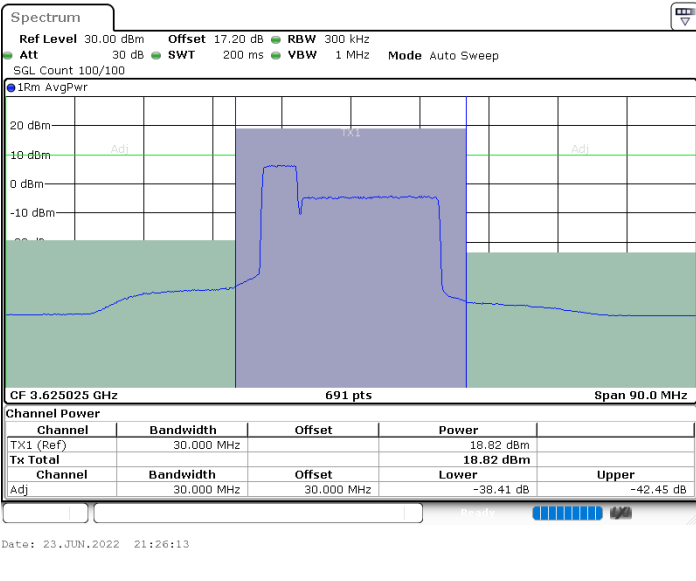 Spectrum
Ref Level 30.00 dBm Offset 17.20 dB RBW 300 kHz
Att 30 dB SWT 200 ms VBW 1 MHz Mode Auto Sweep
SGL Count 100/100
1Rm AvgPwr
20 dBm
TX1
Adj Adj
10 dBm
0 dBm
-10 dBm
CF 3.625025 GHz 691 pts Span 90.0 MHz
Channel Power
Channel Bandwidth Offset Power
TX1 (Ref) 30.000 MHz 18.82 dBm
Tx Total 18.82 dBm
Channel Bandwidth Offset Lower Upper
Adj 30.000 MHz 30.000 MHz -38.41 dB -42.45 dB
Ready
Date: 23.JUN.2022 21:26:13